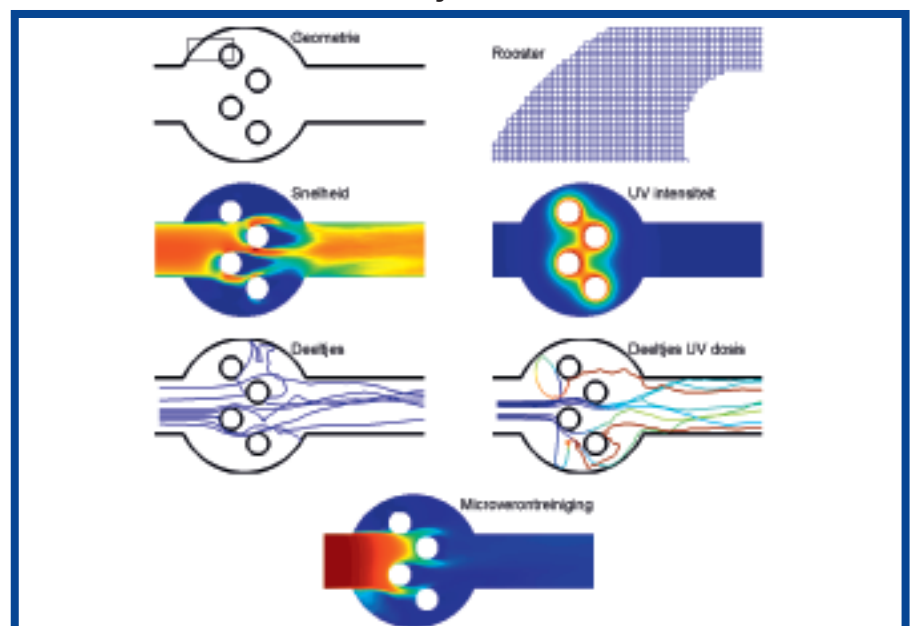 Geometrie
Rooster
Snelheid
UV intensiteit
Deeltjes
Deeltjes UV dosis
Microverontreiniging